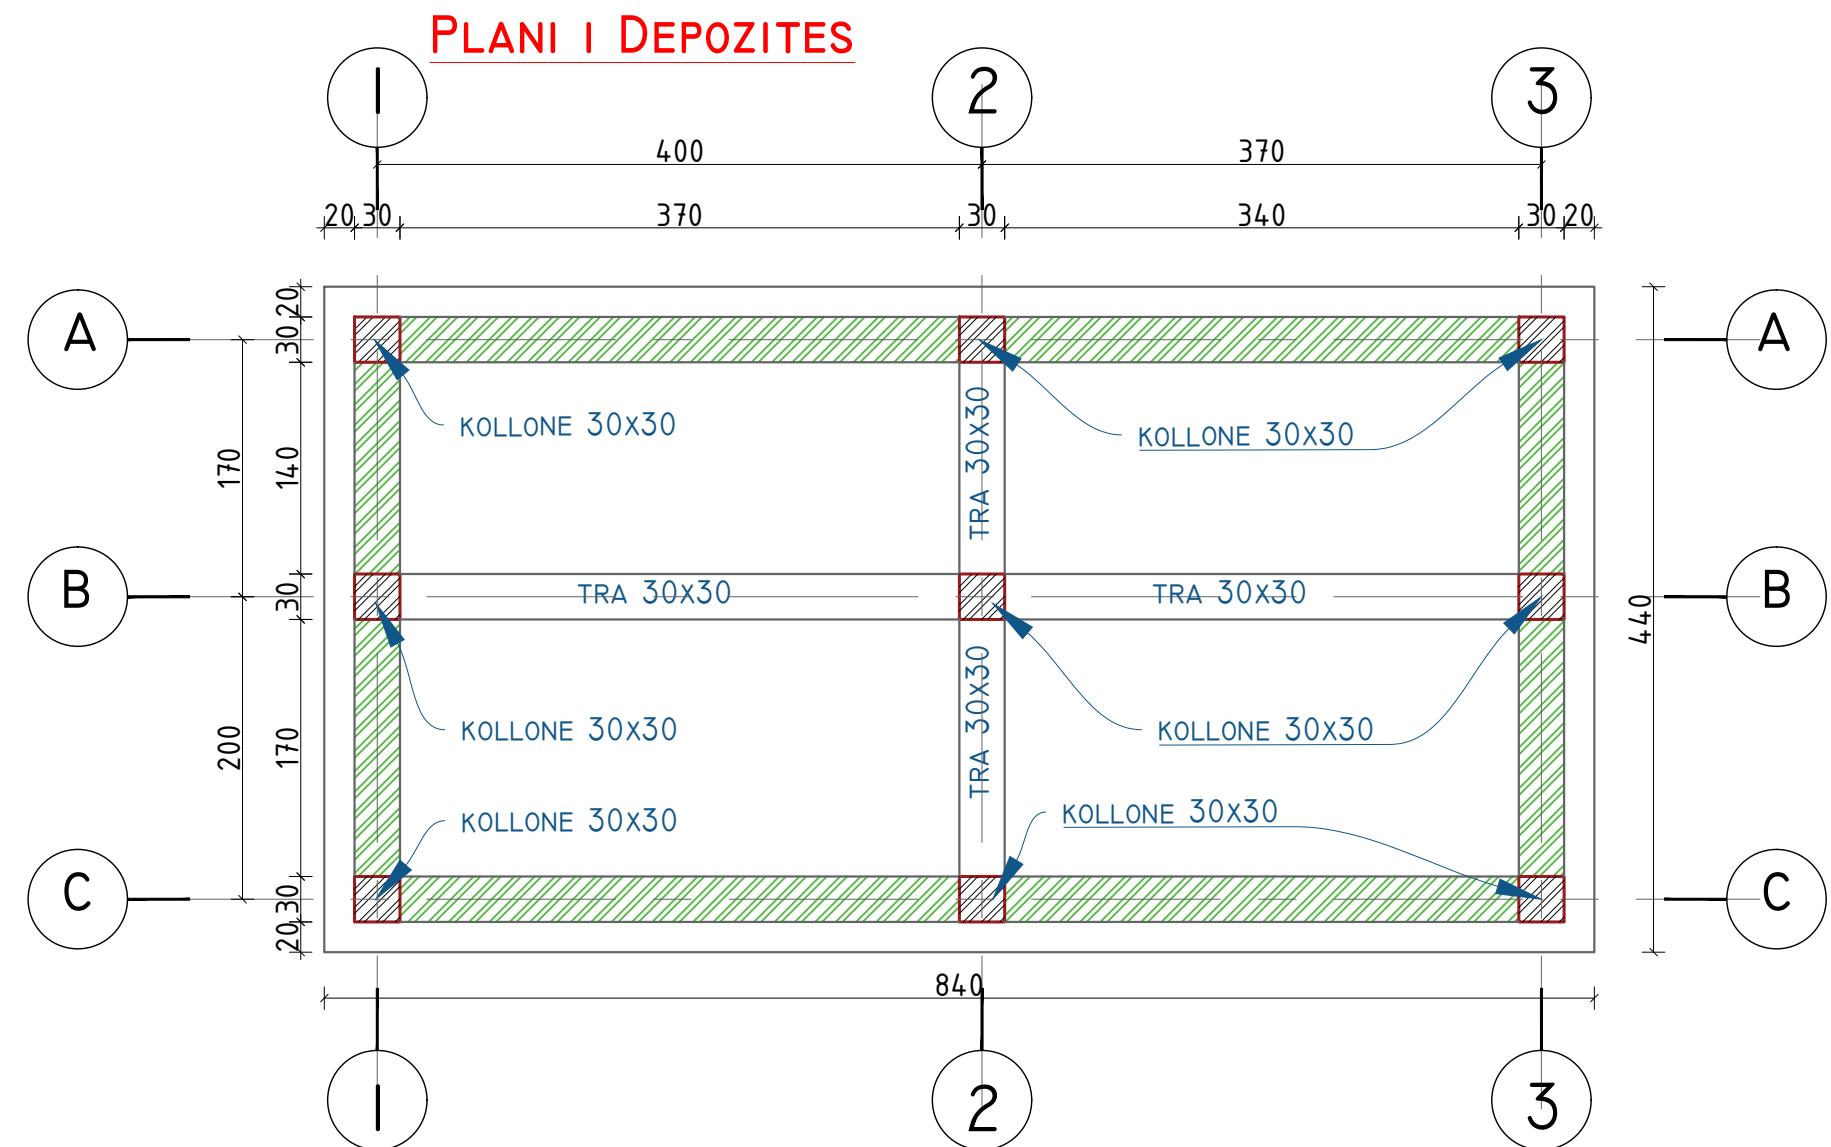 PLANI I DEPOZITES
1 2 3
400 370
20 30 370 30 340 30 20
20
A 30 A
KOLLONE 30X30
TRA 30X30
KOLLONE 30X30
170 140
B 30 TRA 30X30 TRA 30X30 B
440
TRA 30X30
KOLLONE 30X30
KOLLONE 30X30
200 170
KOLLONE 30X30
KOLLONE 30X30
C 30 C
20
840
1 2 3